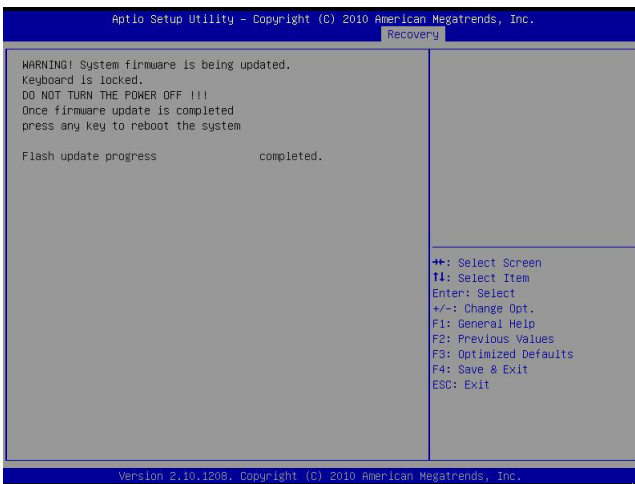 Aptio Setup Utility – Copyright (C) 2010 American Megatrends, Inc.
Recovery
WARNING! System firmware is being updated.
Keyboard is locked.
DO NOT TURN THE POWER OFF !!!
Once firmware update is completed
press any key to reboot the system
Flash update progress completed.
→←: Select Screen
↑↓: Select Item
Enter: Select
+/-: Change Opt.
F1: General Help
F2: Previous Values
F3: Optimized Defaults
F4: Save & Exit
ESC: Exit
Version 2.10.1208. Copyright (C) 2010 American Megatrends, Inc.